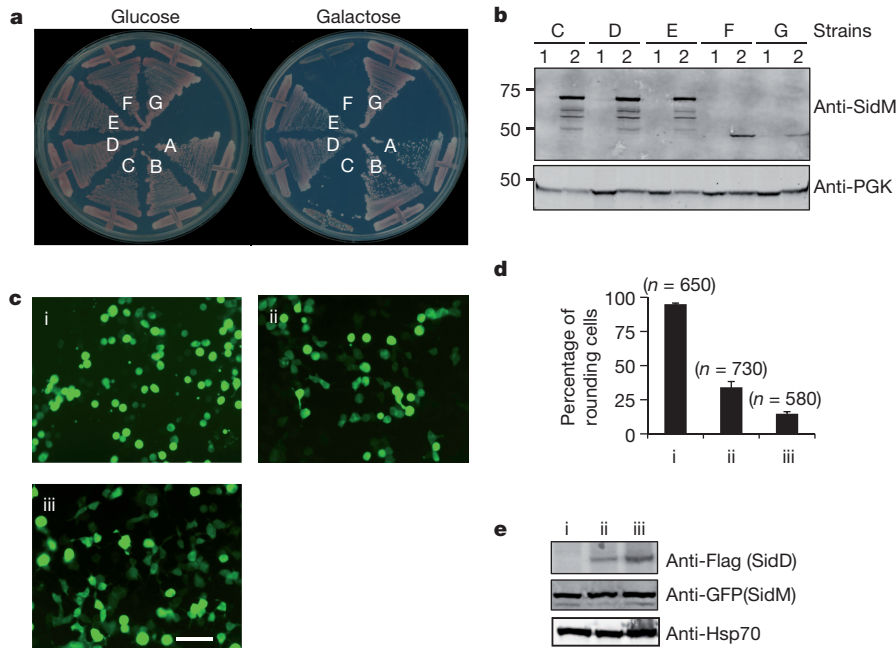 a
Glucose
Galactose
F
G
E
A
D
C
B
F
G
E
A
D
C
B
b
C D E F G Strains
1 2 1 2 1 2 1 2 1 2
75
50
Anti-SidM
50
Anti-PGK
c
i
ii
iii
d
Percentage of
rounding cells
100
75
50
25
0
(n = 650)
(n = 730)
(n = 580)
i ii iii
e
i ii iii
Anti-Flag (SidD)
Anti-GFP(SidM)
Anti-Hsp70